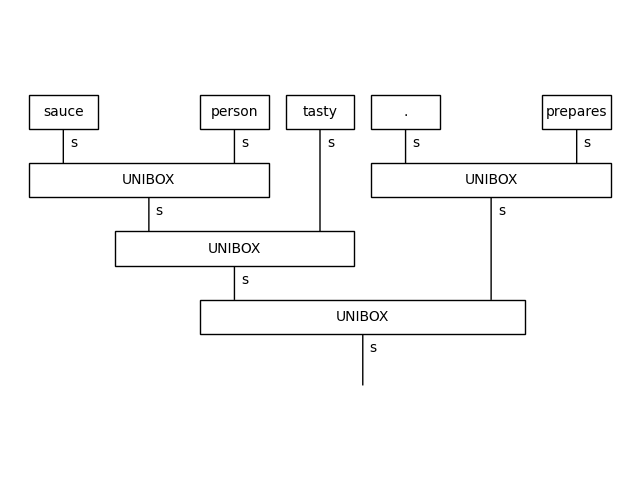 sauce person tasty . prepares
s s s s s
UNIBOX UNIBOX
s s
UNIBOX
s
UNIBOX
s